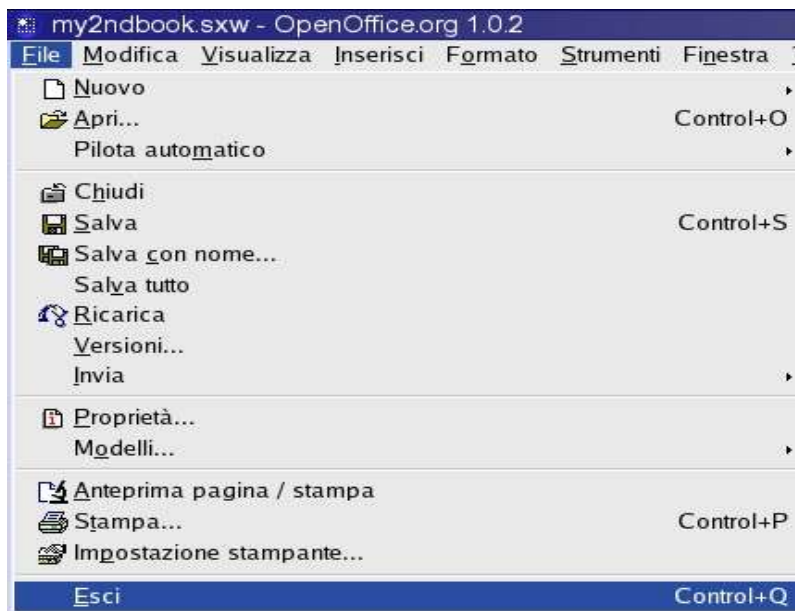 my2ndbook.sxw - OpenOffice.org 1.0.2
File Modifica Visualizza Inserisci Formato Strumenti Finestra
Nuovo
Apri... Control+O
Pilota automatico
Chiudi
Salva Control+S
Salva con nome...
Salva tutto
Ricarica
Versioni...
Invia
Proprietà...
Modelli...
Anteprima pagina / stampa
Stampa... Control+P
Impostazione stampante...
Esci Control+Q